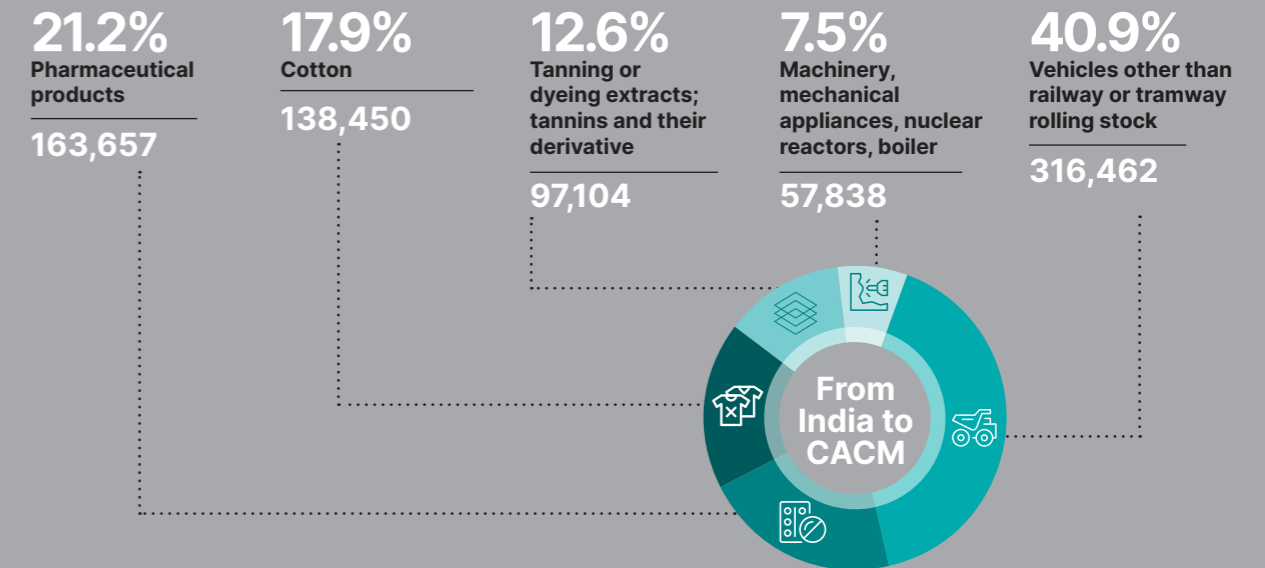 21.2%
Pharmaceutical
products
163,657
17.9%
Cotton
138,450
12.6%
Tanning or
dyeing extracts;
tannins and their
derivative
97,104
7.5%
Machinery,
mechanical
appliances, nuclear
reactors, boiler
57,838
40.9%
Vehicles other than
railway or tramway
rolling stock
316,462
From
India to
CACM